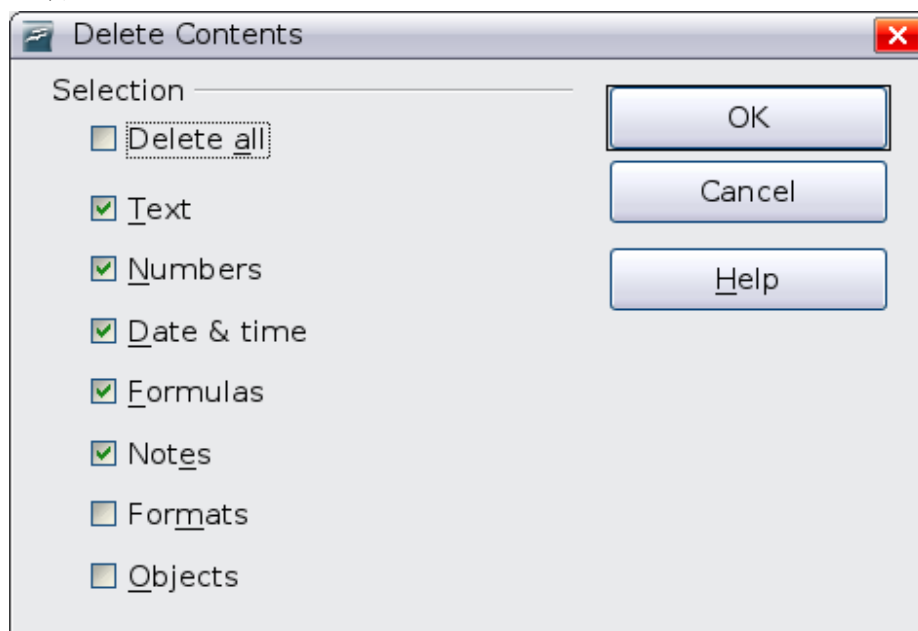 Delete Contents
Selection
Delete all
Text
Numbers
Date & time
Formulas
Notes
Formats
Objects
OK
Cancel
Help